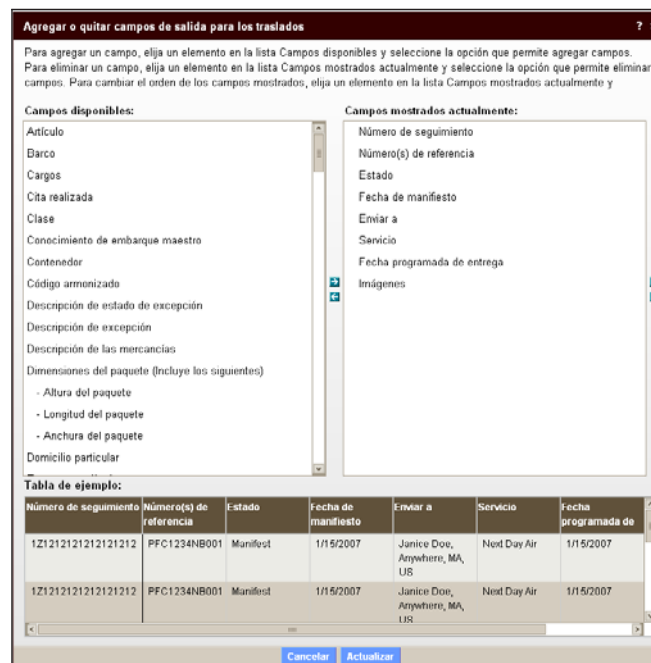 Agregar o quitar campos de salida para los traslados ?
Para agregar un campo, elija un elemento en la lista Campos disponibles y seleccione la opción que permite agregar campos.
Para eliminar un campo, elija un elemento en la lista Campos mostrados actualmente y seleccione la opción que permite eliminar
campos. Para cambiar el orden de los campos mostrados, elija un elemento en la lista Campos mostrados actualmente y
Campos disponibles:
Artículo
Barco
Cargos
Cita realizada
Clase
Conocimiento de embarque maestro
Contenedor
Código armonizado
Descripción de estado de excepción
Descripción de excepción
Descripción de las mercancías
Dimensiones del paquete (Incluye los siguientes)
- Altura del paquete
- Longitud del paquete
- Anchura del paquete
Domicilio particular
Campos mostrados actualmente:
Número de seguimiento
Número(s) de referencia
Estado
Fecha de manifiesto
Enviar a
Servicio
Fecha programada de entrega
Imágenes
Tabla de ejemplo:
Número de seguimiento Número(s) de referencia Estado Fecha de manifiesto Enviar a Servicio Fecha programada de
1Z1212121212121212 PFC1234NB001 Manifest 1/15/2007 Janice Doe, Anywhere, MA, US Next Day Air 1/15/2007
1Z1212121212121212 PFC1234NB001 Manifest 1/15/2007 Janice Doe, Anywhere, MA, US Next Day Air 1/15/2007
Cancelar Actualizar